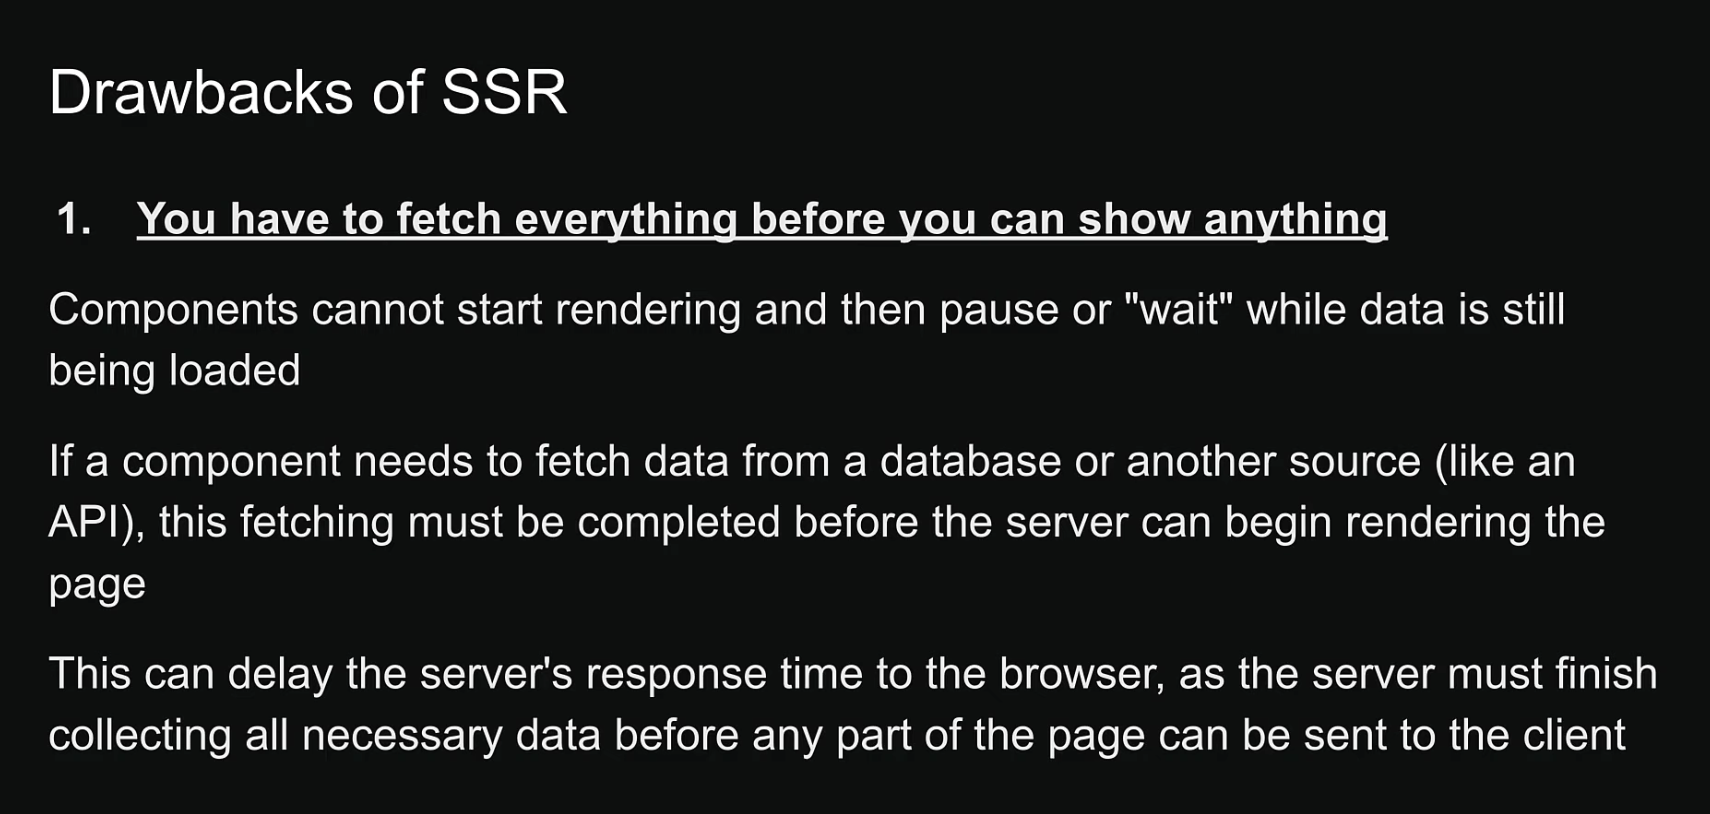 Drawbacks of SSR
1. You have to fetch everything before you can show anything
Components cannot start rendering and then pause or "wait" while data is still
being loaded
If a component needs to fetch data from a database or another source (like an
API), this fetching must be completed before the server can begin rendering the
page
This can delay the server's response time to the browser, as the server must finish
collecting all necessary data before any part of the page can be sent to the client